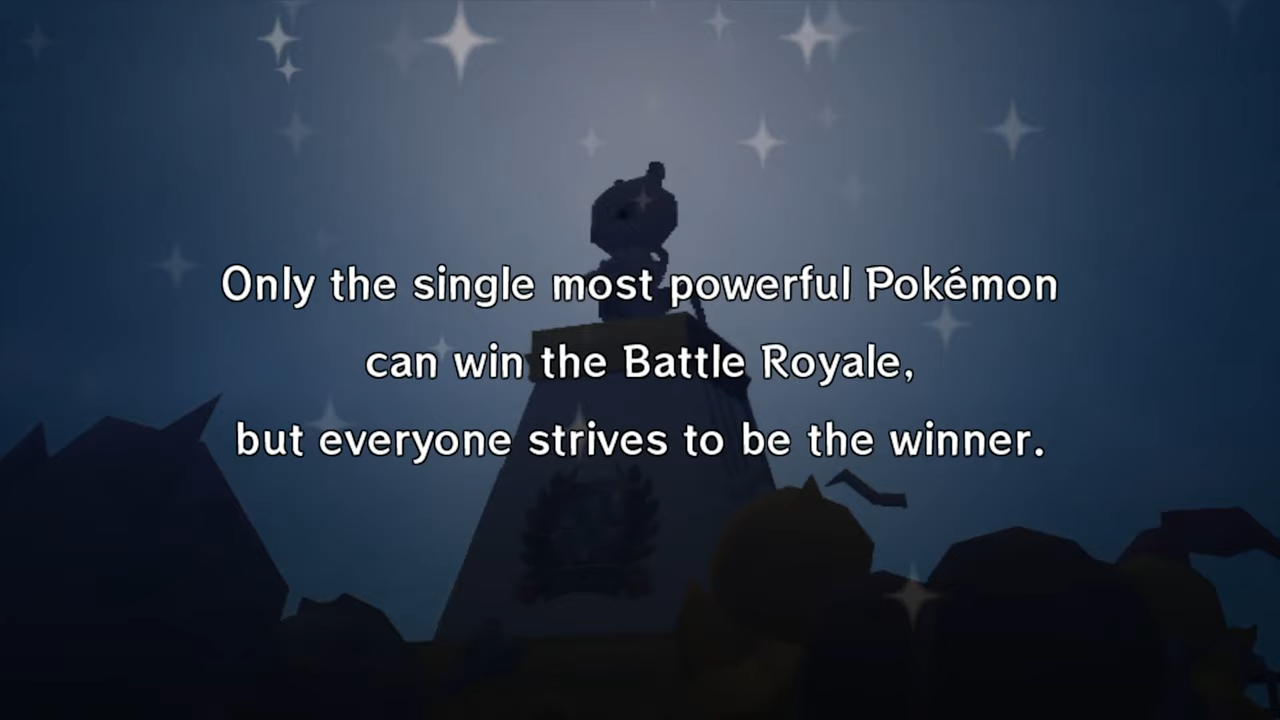 Only the single most powerful Pokémon
can win the Battle Royale,
but everyone strives to be the winner.